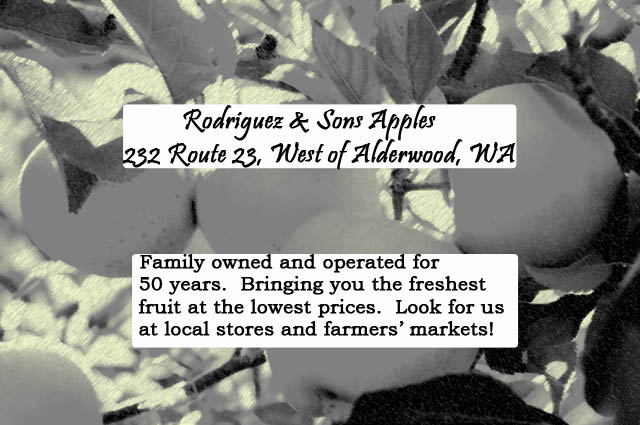 Rodriguez & Sons Apples
232 Route 23, West of Alderwood, WA
Family owned and operated for
50 years. Bringing you the freshest
fruit at the lowest prices. Look for us
at local stores and farmers' markets!